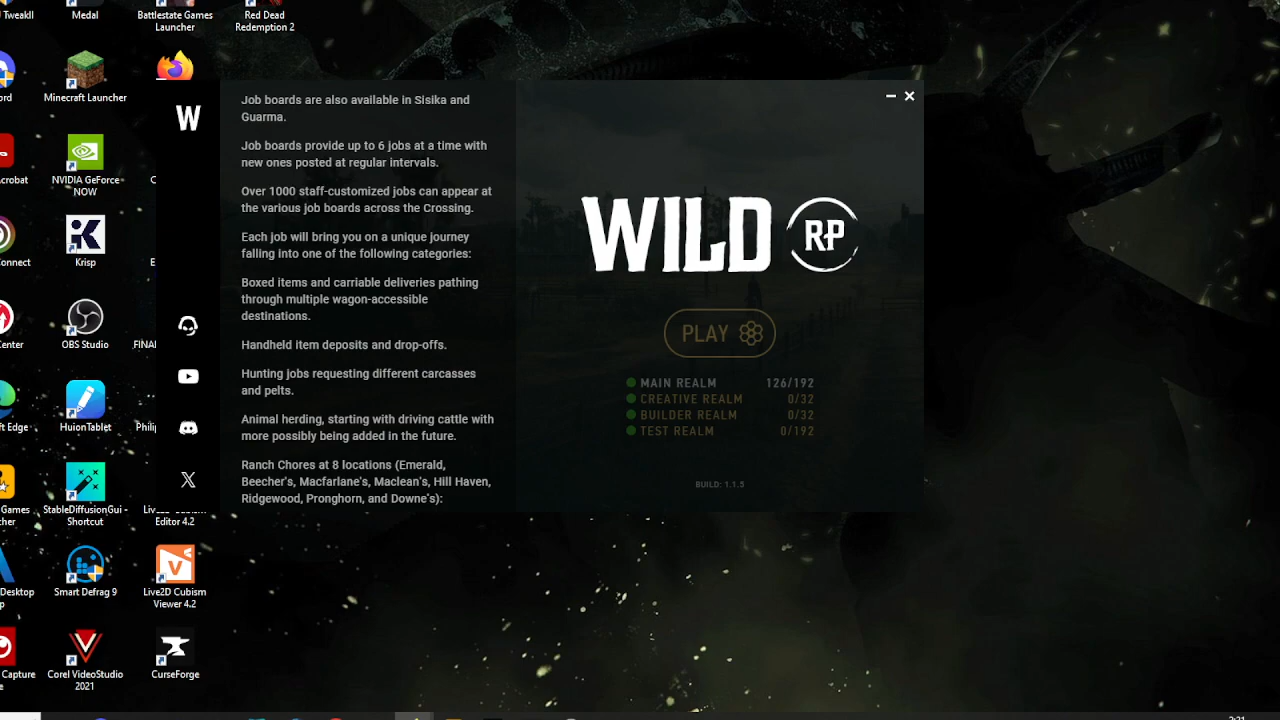 Tweakll
Medal
Battlestate Games
Launcher
Red Dead
Redemption 2
ord
Minecraft Launcher
Acrobat
NVIDIA GeForce
NOW
C
onnect
Krisp
E
Center
OBS Studio
.FINAL
ft Edge
HuionTablet
Philip
Games
cher
StableDiffusionGui -
Shortcut
Live2D Cubism
Editor 4.2
Desktop
p
Smart Defrag 9
Live2D Cubism
Viewer 4.2
Capture
e
Corel VideoStudio
2021
CurseForge
W
Job boards are also available in Sisika and
Guarma.
Job boards provide up to 6 jobs at a time with
new ones posted at regular intervals.
Over 1000 staff-customized jobs can appear at
the various job boards across the Crossing.
Each job will bring you on a unique journey
falling into one of the following categories:
Boxed items and carriable deliveries pathing
through multiple wagon-accessible
destinations.
Handheld item deposits and drop-offs.
Hunting jobs requesting different carcasses
and pelts.
Animal herding, starting with driving cattle with
more possibly being added in the future.
Ranch Chores at 8 locations (Emerald,
Beecher's, Macfarlane's, Maclean's, Hill Haven,
Ridgewood, Pronghorn, and Downe's):
WILD RP
PLAY
MAIN REALM 126/192
CREATIVE REALM 0/32
BUILDER REALM 0/32
TEST REALM 0/192
BUILD: 1.1.5